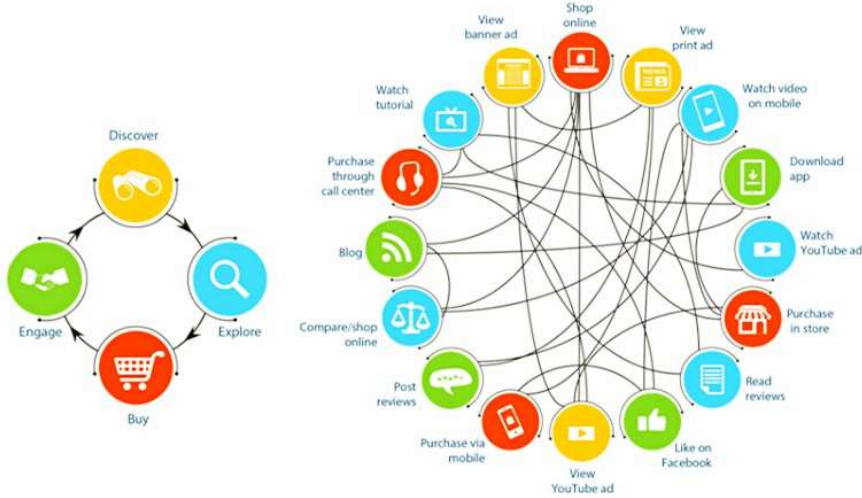 Discover
Engage
Explore
Buy
View
banner ad
Shop
online
View
print ad
Watch
tutorial
Watch video
on mobile
NEWS
Purchase
through
call center
Download
app
Blog
Watch
YouTube ad
Compare/shop
online
Purchase
in store
Post
reviews
Read
reviews
Purchase via
mobile
View
YouTube ad
Like on
Facebook